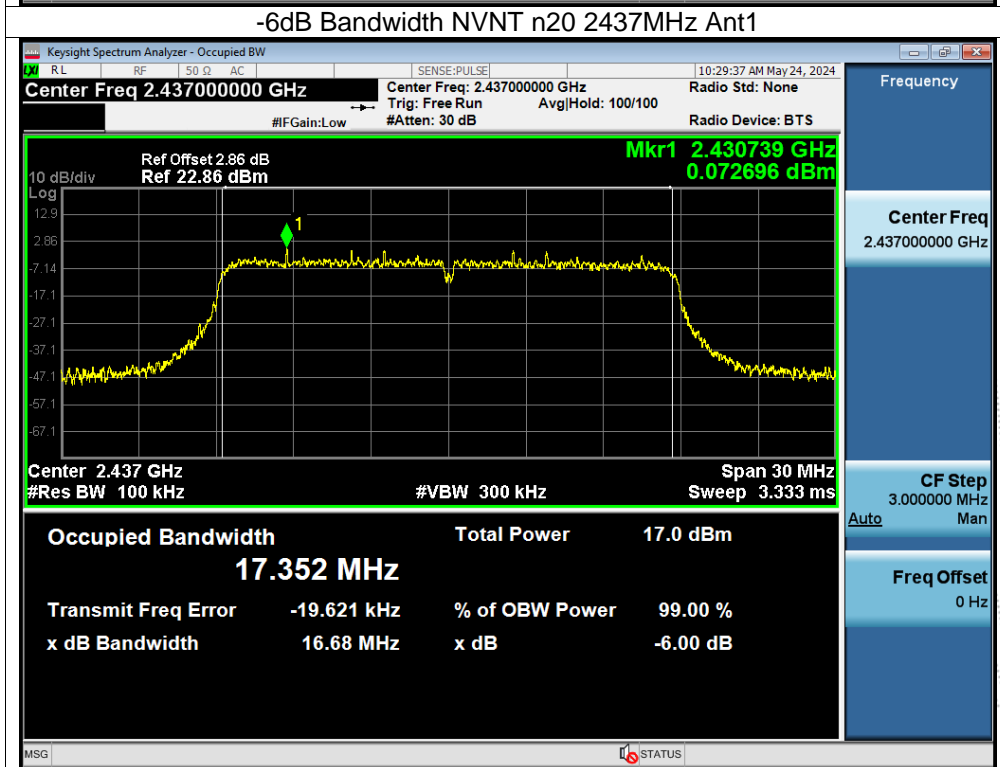 -6dB Bandwidth NVNT n20 2437MHz Ant1
Keysight Spectrum Analyzer - Occupied BW
LXI RL RF 50 Ω AC SENSE:PULSE 10:29:37 AM May 24, 2024
Center Freq 2.437000000 GHz
Center Freq: 2.437000000 GHz Radio Std: None
Trig: Free Run Avg|Hold: 100/100
#IFGain:Low #Atten: 30 dB Radio Device: BTS
Frequency
Ref Offset 2.86 dB Mkr1 2.430739 GHz
10 dB/div Ref 22.86 dBm 0.072696 dBm
Log
12.9
1
2.86
-7.14
-17.1
-27.1
-37.1
-47.1
-57.1
-67.1
Center 2.437 GHz Span 30 MHz
#Res BW 100 kHz #VBW 300 kHz Sweep 3.333 ms
Center Freq
2.437000000 GHz
CF Step
3.000000 MHz
Auto Man
Freq Offset
0 Hz
Occupied Bandwidth Total Power 17.0 dBm
17.352 MHz
Transmit Freq Error -19.621 kHz % of OBW Power 99.00 %
x dB Bandwidth 16.68 MHz x dB -6.00 dB
MSG STATUS